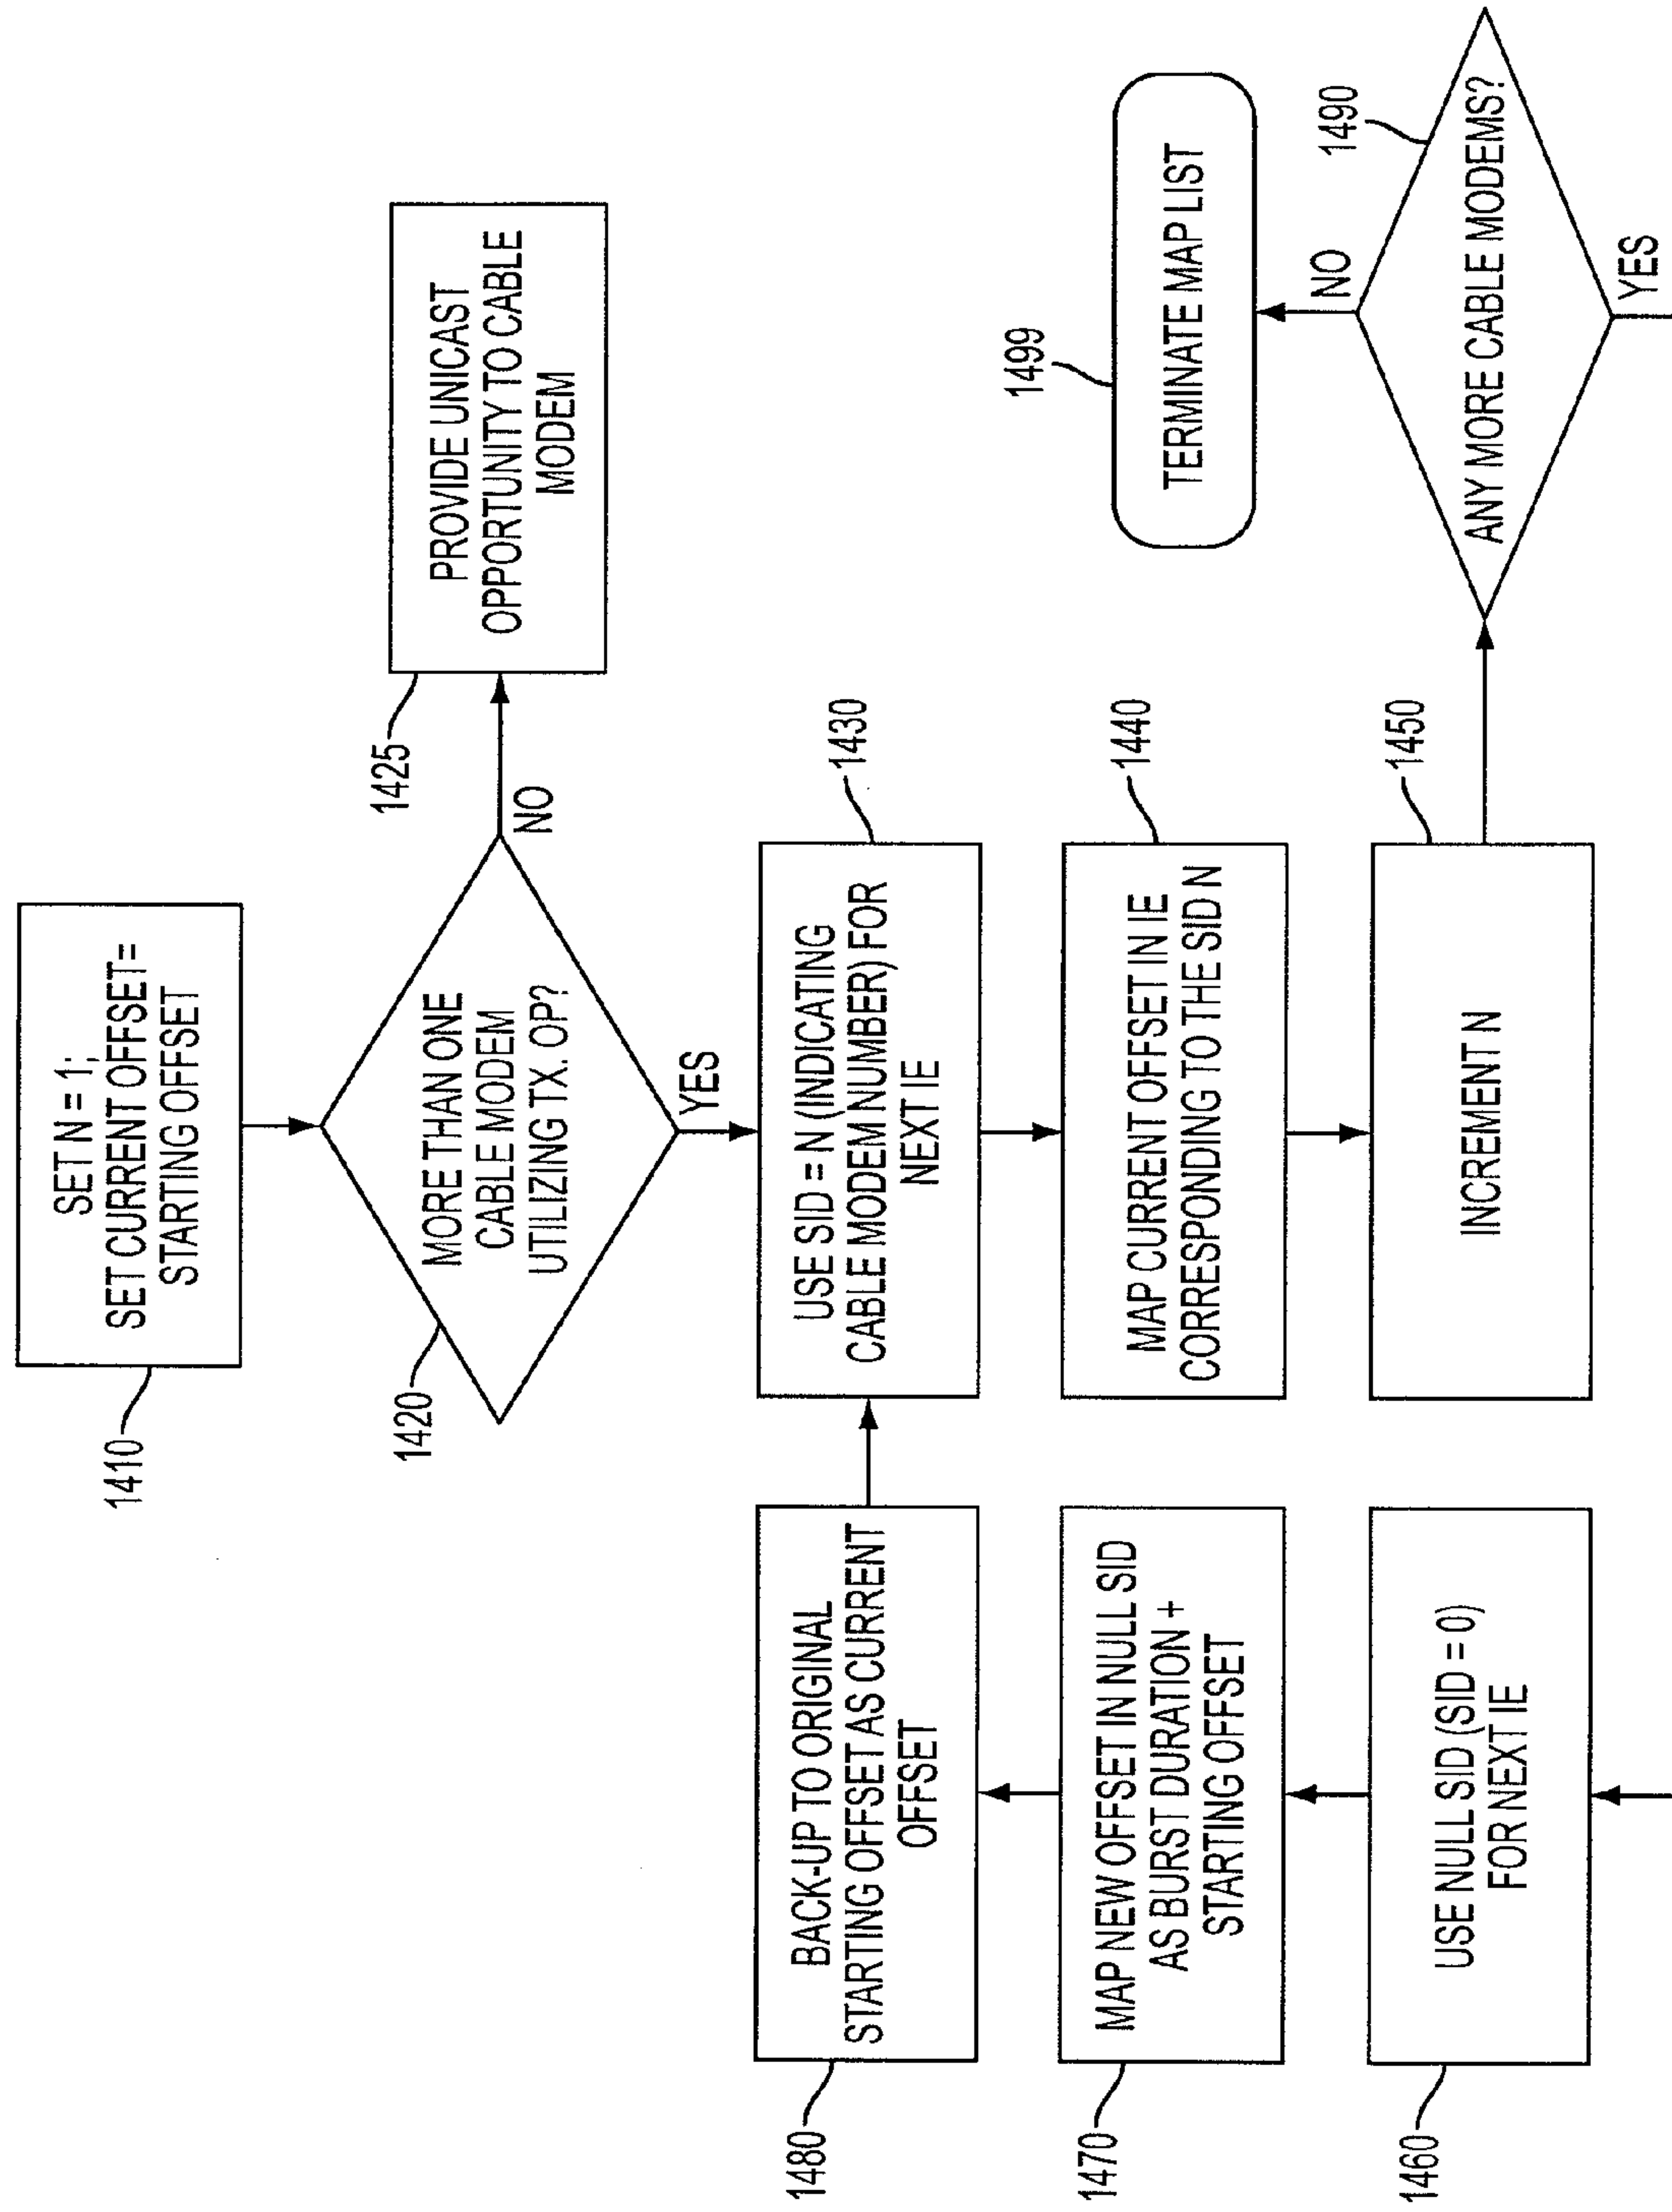 1410
SET N = 1;
SET CURRENT OFFSET=
STARTING OFFSET
1420
MORE THAN ONE
CABLE MODEM
UTILIZING TX. OP?
NO
1425
PROVIDE UNICAST
OPPORTUNITY TO CABLE
MODEM
YES
1430
USE SID = N (INDICATING
CABLE MODEM NUMBER) FOR
NEXT IE
1440
MAP CURRENT OFFSET IN IE
CORRESPONDING TO THE SID N
1450
INCREMENT N
1490
ANY MORE CABLE MODEMS?
NO
1499
TERMINATE MAP LIST
YES
1460
USE NULL SID (SID = 0)
FOR NEXT IE
1470
MAP NEW OFFSET IN NULL SID
AS BURST DURATION +
STARTING OFFSET
1480
BACK-UP TO ORIGINAL
STARTING OFFSET AS CURRENT
OFFSET